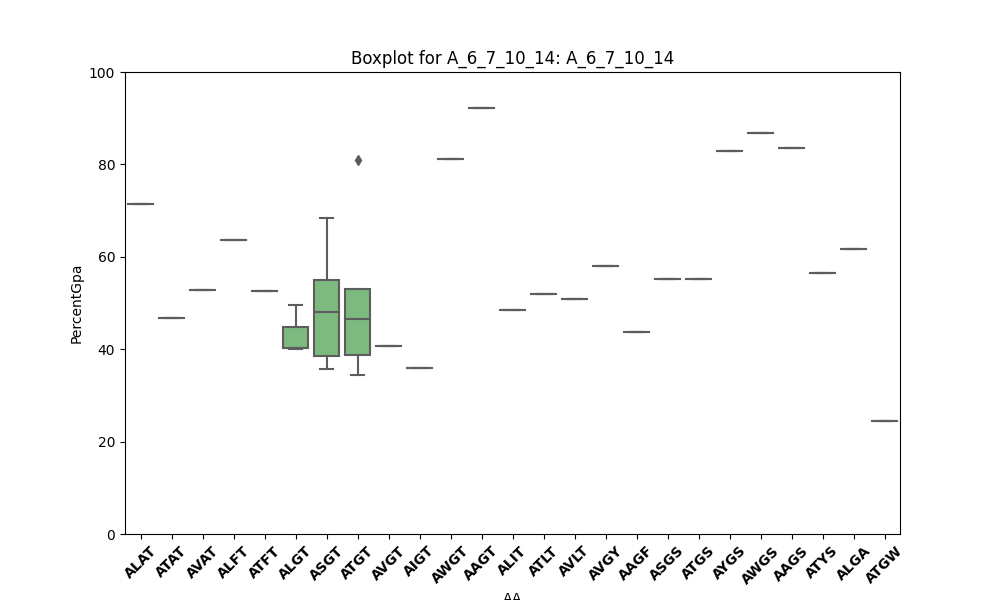 Boxplot for A_6_7_10_14: A_6_7_10_14
100
80
60
40
20
0
PercentGpa
ALAT ATAT AVAT ALFT ATFT ALGT ASGT ATGT AVGT AIGT AWGT AAGT ALIT ATLT AVLT AVGY AAGF ASGS ATGS AYGS AWGS AAGS ATYS ALGA ATGW
AA